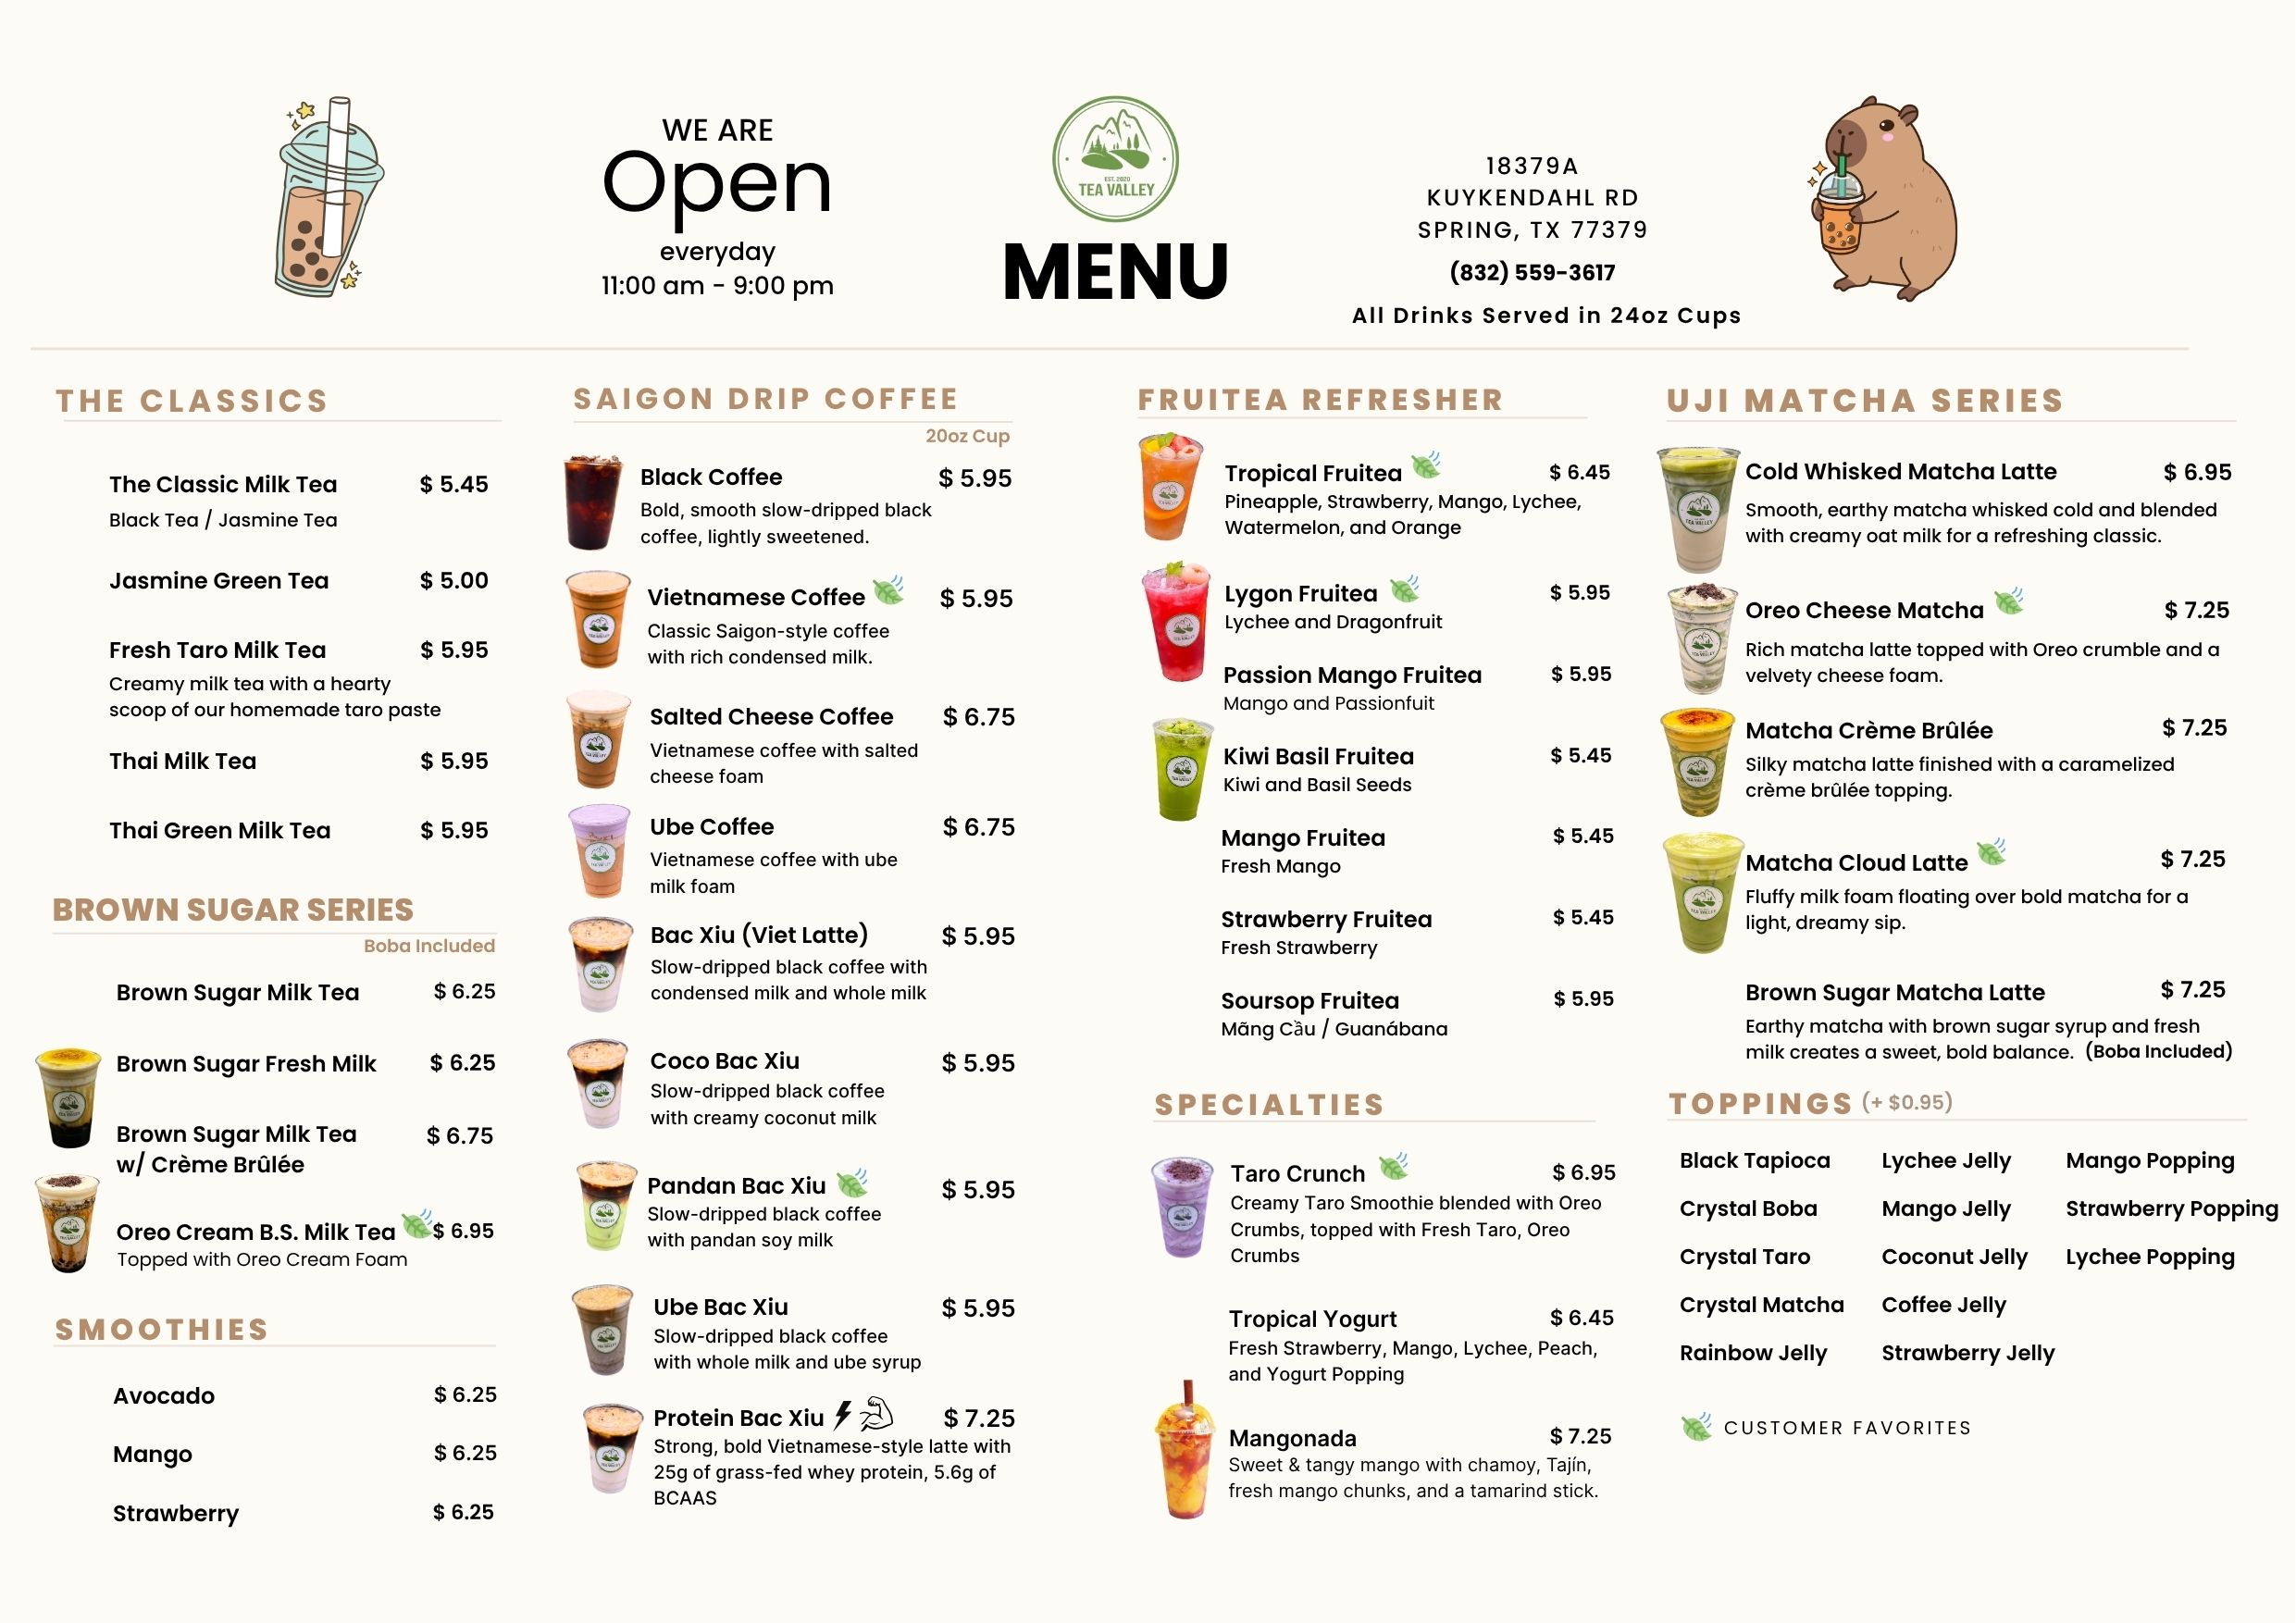 WE ARE
Open
everyday
11:00 am - 9:00 pm
EST. 2020
TEA VALLEY
MENU
18379A
KUYKENDAHL RD
SPRING, TX 77379
(832) 559-3617
All Drinks Served in 24oz Cups
THE CLASSICS
The Classic Milk Tea $ 5.45
Black Tea / Jasmine Tea
Jasmine Green Tea $ 5.00
Fresh Taro Milk Tea $ 5.95
Creamy milk tea with a hearty
scoop of our homemade taro paste
Thai Milk Tea $ 5.95
Thai Green Milk Tea $ 5.95
BROWN SUGAR SERIES
Boba Included
Brown Sugar Milk Tea $ 6.25
Brown Sugar Fresh Milk $ 6.25
Brown Sugar Milk Tea $ 6.75
w/ Crème Brûlée
Oreo Cream B.S. Milk Tea $ 6.95
Topped with Oreo Cream Foam
SMOOTHIES
Avocado $ 6.25
Mango $ 6.25
Strawberry $ 6.25
SAIGON DRIP COFFEE
20oz Cup
Black Coffee $ 5.95
Bold, smooth slow-dripped black
coffee, lightly sweetened.
Vietnamese Coffee $ 5.95
Classic Saigon-style coffee
with rich condensed milk.
Salted Cheese Coffee $ 6.75
Vietnamese coffee with salted
cheese foam
Ube Coffee $ 6.75
Vietnamese coffee with ube
milk foam
Bac Xiu (Viet Latte) $ 5.95
Slow-dripped black coffee with
condensed milk and whole milk
Coco Bac Xiu $ 5.95
Slow-dripped black coffee
with creamy coconut milk
Pandan Bac Xiu $ 5.95
Slow-dripped black coffee
with pandan soy milk
Ube Bac Xiu $ 5.95
Slow-dripped black coffee
with whole milk and ube syrup
Protein Bac Xiu $ 7.25
Strong, bold Vietnamese-style latte with
25g of grass-fed whey protein, 5.6g of
BCAAS
FRUITEA REFRESHER
Tropical Fruitea $ 6.45
Pineapple, Strawberry, Mango, Lychee,
Watermelon, and Orange
Lygon Fruitea $ 5.95
Lychee and Dragonfruit
Passion Mango Fruitea $ 5.95
Mango and Passionfuit
Kiwi Basil Fruitea $ 5.45
Kiwi and Basil Seeds
Mango Fruitea $ 5.45
Fresh Mango
Strawberry Fruitea $ 5.45
Fresh Strawberry
Soursop Fruitea $ 5.95
Mãng Cầu / Guanábana
SPECIALTIES
Taro Crunch $ 6.95
Creamy Taro Smoothie blended with Oreo
Crumbs, topped with Fresh Taro, Oreo
Crumbs
Tropical Yogurt $ 6.45
Fresh Strawberry, Mango, Lychee, Peach,
and Yogurt Popping
Mangonada $ 7.25
Sweet & tangy mango with chamoy, Tajín,
fresh mango chunks, and a tamarind stick.
UJI MATCHA SERIES
Cold Whisked Matcha Latte $ 6.95
Smooth, earthy matcha whisked cold and blended
with creamy oat milk for a refreshing classic.
Oreo Cheese Matcha $ 7.25
Rich matcha latte topped with Oreo crumble and a
velvety cheese foam.
Matcha Crème Brûlée $ 7.25
Silky matcha latte finished with a caramelized
crème brûlée topping.
Matcha Cloud Latte $ 7.25
Fluffy milk foam floating over bold matcha for a
light, dreamy sip.
Brown Sugar Matcha Latte $ 7.25
Earthy matcha with brown sugar syrup and fresh
milk creates a sweet, bold balance. (Boba Included)
TOPPINGS (+ $0.95)
Black Tapioca Lychee Jelly Mango Popping
Crystal Boba Mango Jelly Strawberry Popping
Crystal Taro Coconut Jelly Lychee Popping
Crystal Matcha Coffee Jelly
Rainbow Jelly Strawberry Jelly
CUSTOMER FAVORITES